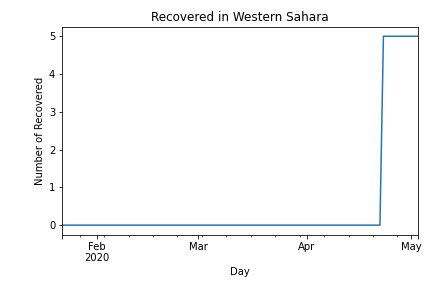 Recovered in Western Sahara
5
4
3
2
1
0
Number of Recovered
Feb
2020
Mar
Apr
May
Day